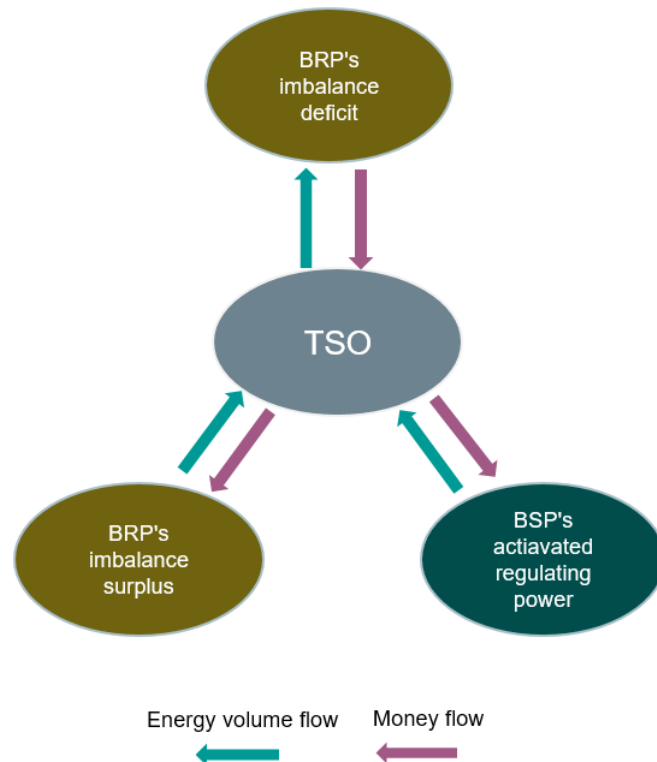 BRP's
imbalance
deficit
TSO
BRP's
imbalance
surplus
BSP's
actiavated
regulating
power
Energy volume flow
Money flow